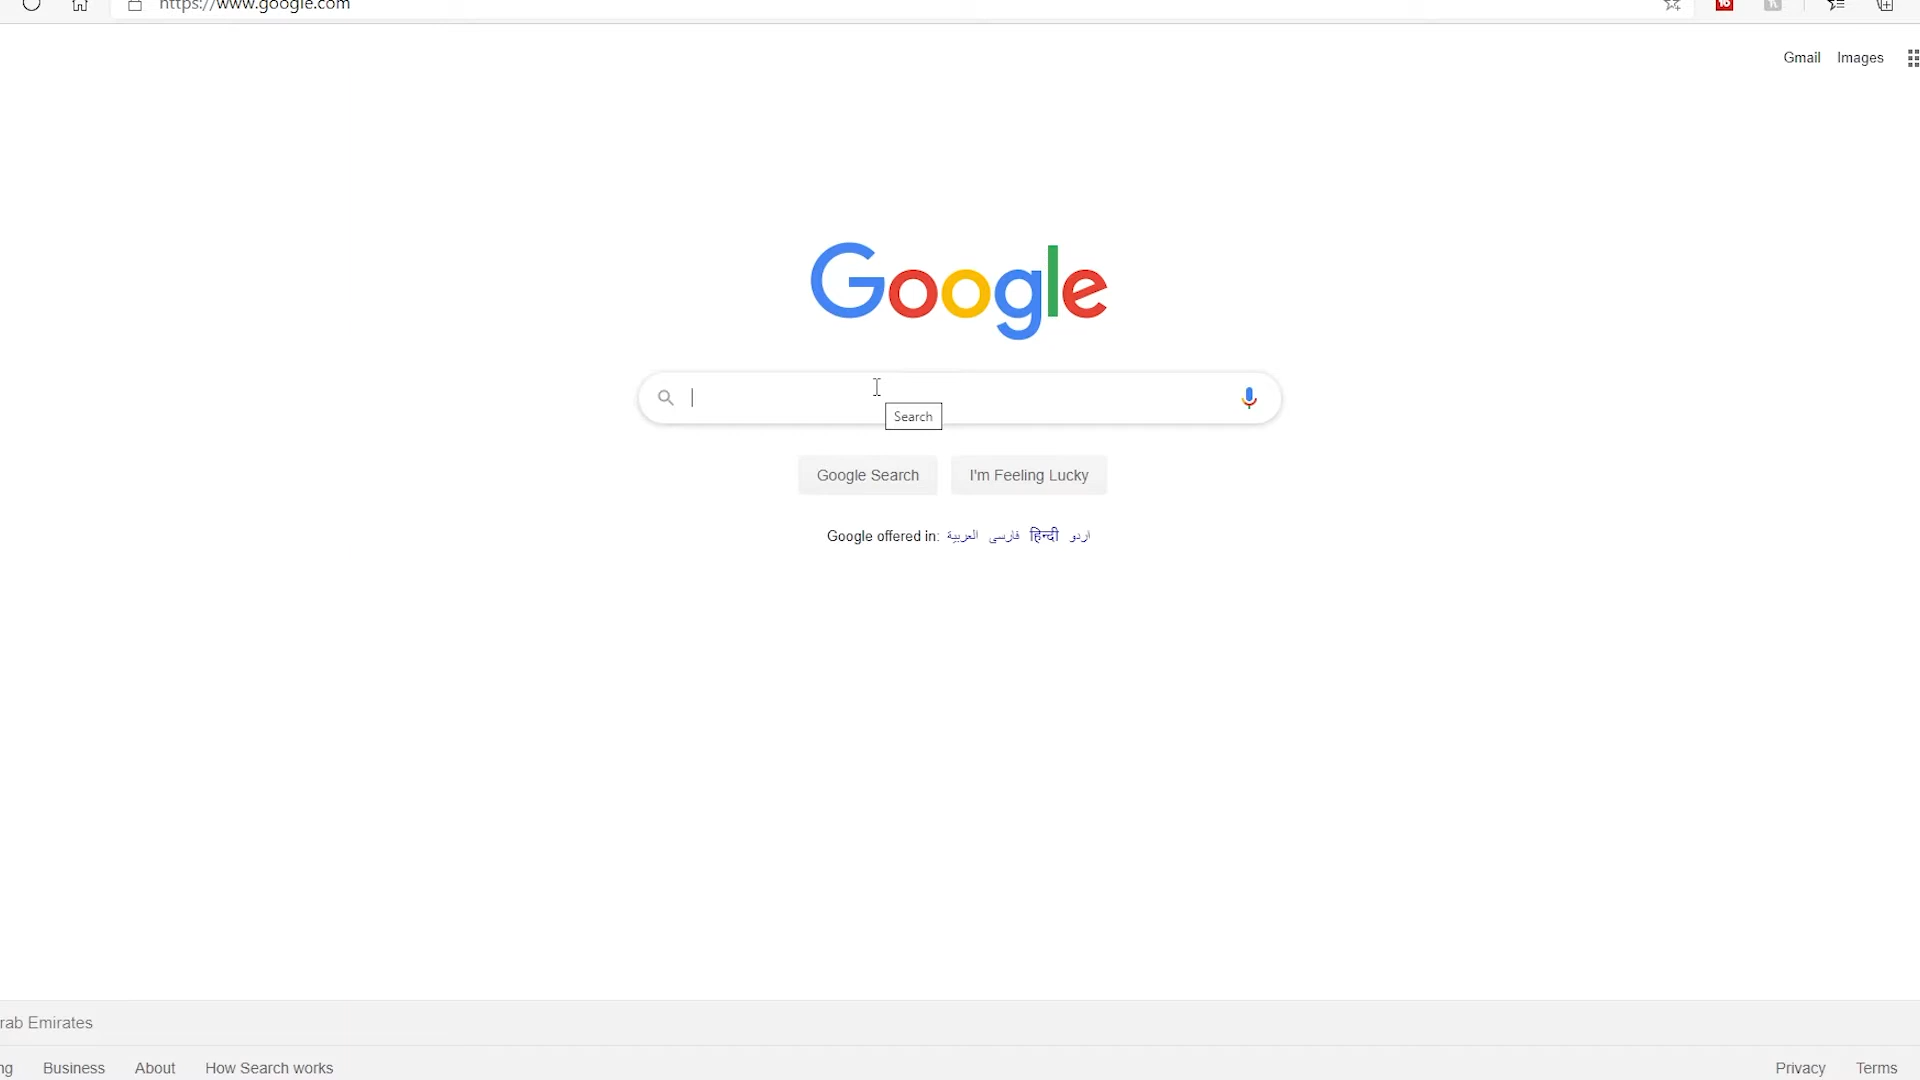 https://www.google.com
Gmail Images
Google
Search
Google Search I'm Feeling Lucky
Google offered in: العربية فارسی हिन्दी اردو
rab Emirates
ng Business About How Search works
Privacy Terms